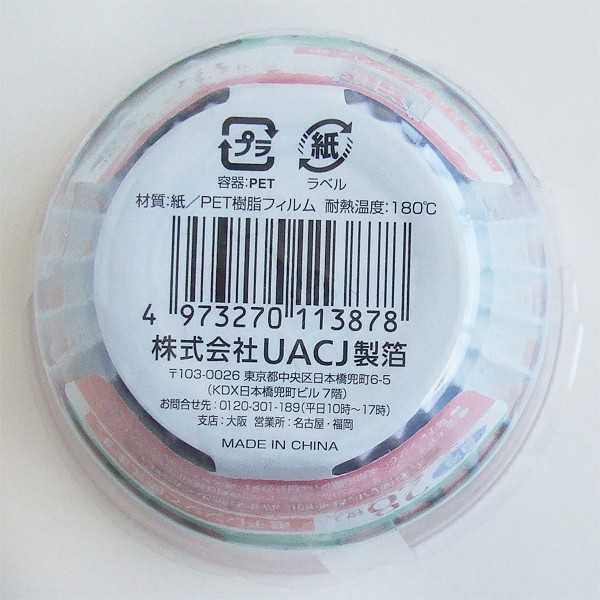 プラ 紙
容器:PET ラベル
材質:紙/PET樹脂フィルム 耐熱温度:180℃
4 973270 113878
株式会社UACJ製箔
〒103-0026 東京都中央区日本橋兜町6-5
(KDX日本橋兜町ビル 7階)
お問合せ先:0120-301-189(平日10時〜17時)
支店:大阪 営業所:名古屋・福岡
MADE IN CHINA